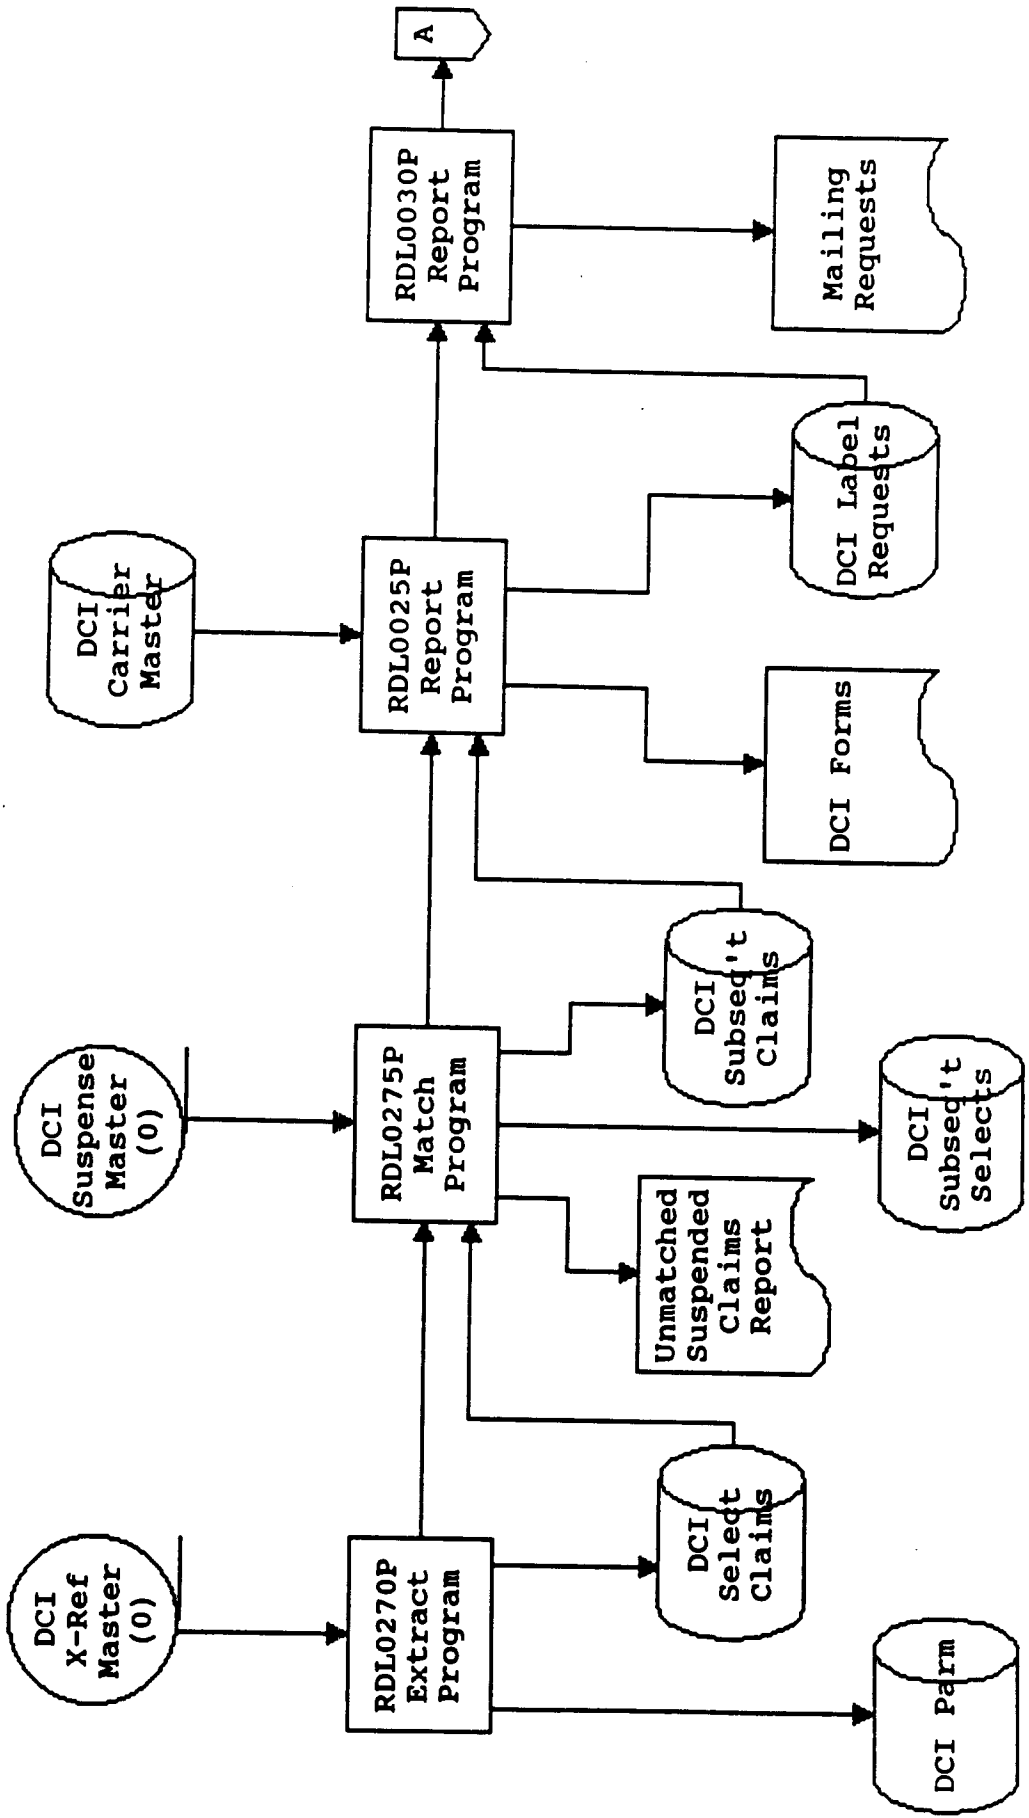 DCI
X-Ref
Master
(0)
DCI
Suspense
Master
(0)
DCI
Carrier
Master
RDL0270P
Extract
Program
RDL0275P
Match
Program
RDL0025P
Report
Program
RDL0030P
Report
Program
A
DCI Parm
DCI
Select
Claims
Unmatched
Suspended
Claims
Report
DCI
Subseq't
Selects
DCI
Subseq't
Claims
DCI Forms
DCI Label
Requests
Mailing
Requests